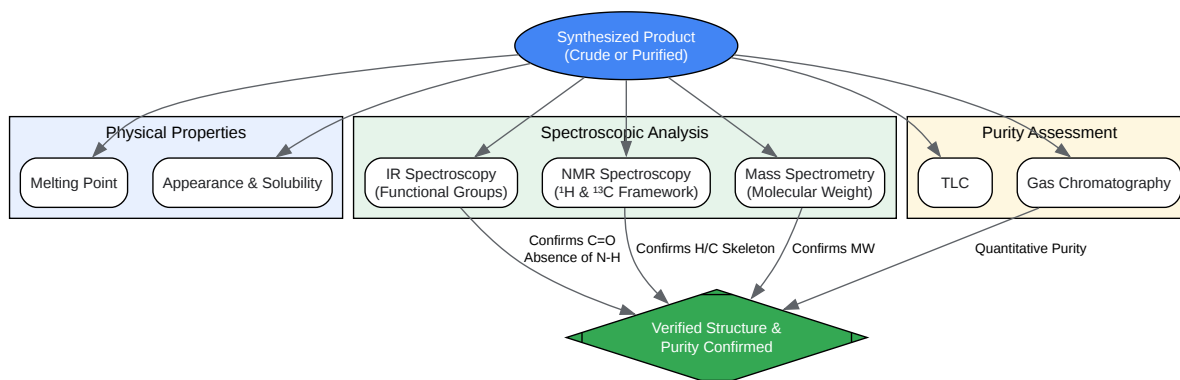 Synthesized Product
(Crude or Purified)
Physical Properties
Spectroscopic Analysis
Purity Assessment
Melting Point
Appearance & Solubility
IR Spectroscopy
(Functional Groups)
NMR Spectroscopy
(¹H & ¹³C Framework)
Mass Spectrometry
(Molecular Weight)
TLC
Gas Chromatography
Confirms C=O
Absence of N-H
Confirms H/C Skeleton
Confirms MW
Quantitative Purity
Verified Structure &
Purity Confirmed